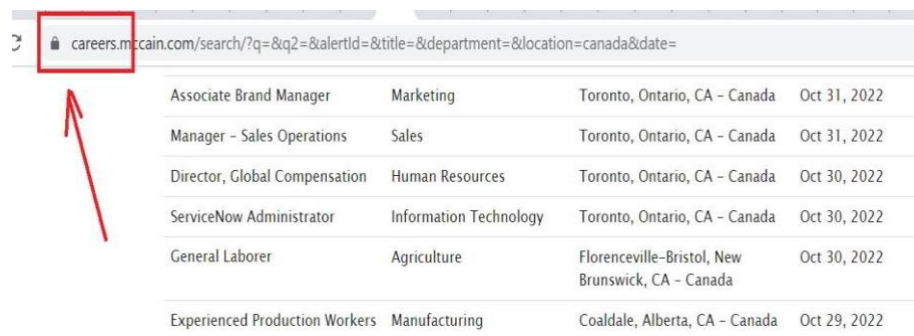 careers.mccain.com/search/?q=&q2=&alertId=&title=&department=&location=canada&date=
Associate Brand Manager Marketing Toronto, Ontario, CA - Canada Oct 31, 2022
Manager - Sales Operations Sales Toronto, Ontario, CA - Canada Oct 31, 2022
Director, Global Compensation Human Resources Toronto, Ontario, CA - Canada Oct 30, 2022
ServiceNow Administrator Information Technology Toronto, Ontario, CA - Canada Oct 30, 2022
General Laborer Agriculture Florenceville-Bristol, New Oct 30, 2022
Brunswick, CA - Canada
Experienced Production Workers Manufacturing Coaldale, Alberta, CA - Canada Oct 29, 2022